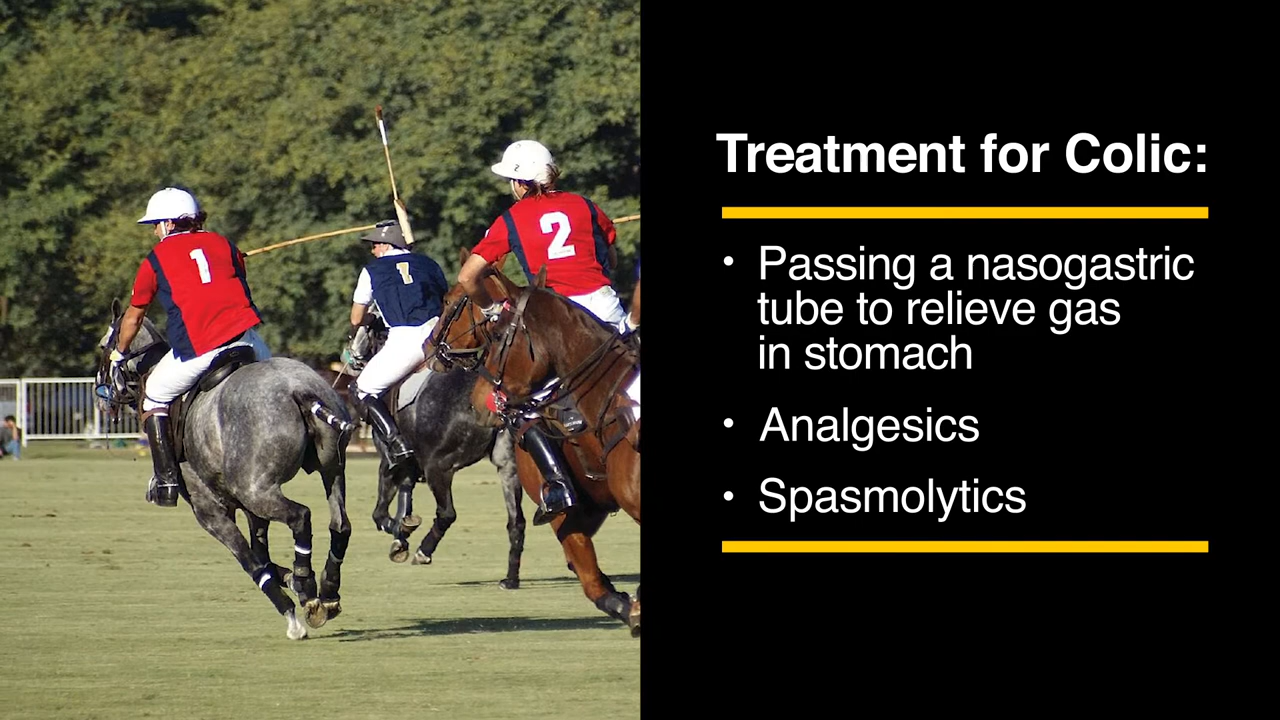 1
1
2
Treatment for Colic:
• Passing a nasogastric
tube to relieve gas
in stomach
• Analgesics
• Spasmolytics